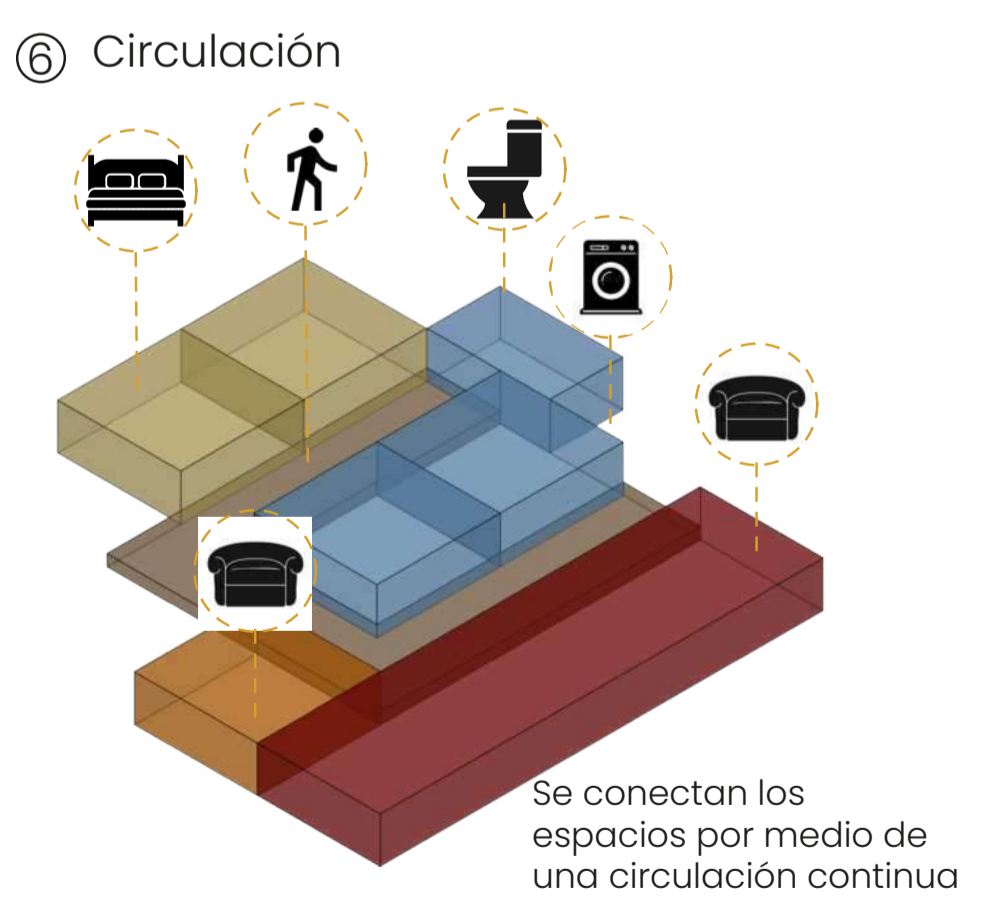 ⑥ Circulación
Se conectan los
espacios por medio de
una circulación continua